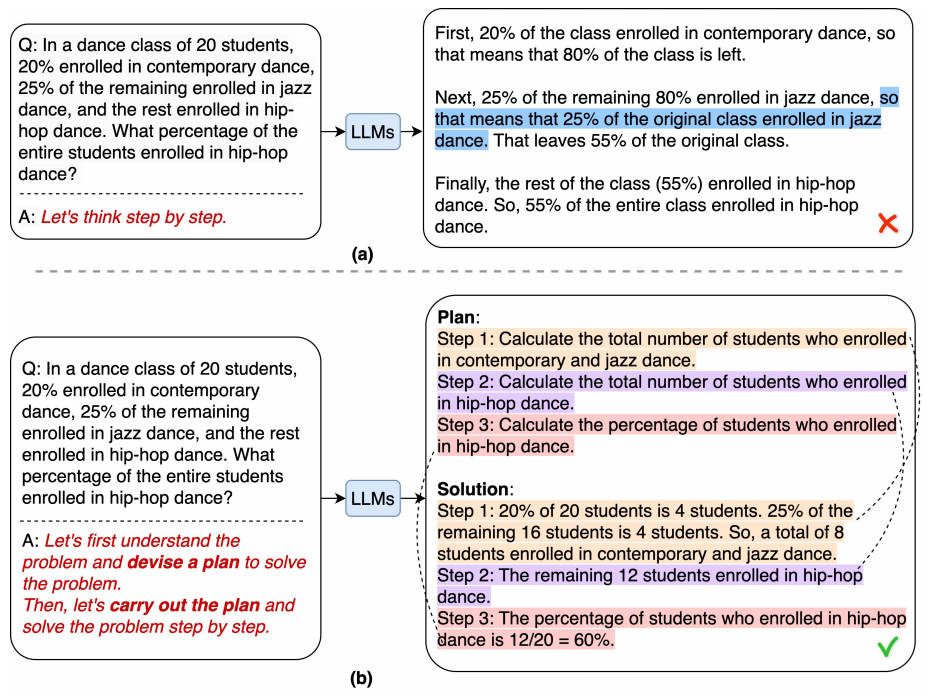 Q: In a dance class of 20 students,
20% enrolled in contemporary dance,
25% of the remaining enrolled in jazz
dance, and the rest enrolled in hip-
hop dance. What percentage of the
entire students enrolled in hip-hop
dance?
A: Let's think step by step.
LLMs
First, 20% of the class enrolled in contemporary dance, so
that means that 80% of the class is left.
Next, 25% of the remaining 80% enrolled in jazz dance, so
that means that 25% of the original class enrolled in jazz
dance. That leaves 55% of the original class.
Finally, the rest of the class (55%) enrolled in hip-hop
dance. So, 55% of the entire class enrolled in hip-hop
dance.
(a)
Q: In a dance class of 20 students,
20% enrolled in contemporary
dance, 25% of the remaining
enrolled in jazz dance, and the rest
enrolled in hip-hop dance. What
percentage of the entire students
enrolled in hip-hop dance?
A: Let's first understand the
problem and devise a plan to solve
the problem.
Then, let's carry out the plan and
solve the problem step by step.
LLMs
Plan:
Step 1: Calculate the total number of students who enrolled
in contemporary and jazz dance.
Step 2: Calculate the total number of students who enrolled
in hip-hop dance.
Step 3: Calculate the percentage of students who enrolled
in hip-hop dance.
Solution:
Step 1: 20% of 20 students is 4 students. 25% of the
remaining 16 students is 4 students. So, a total of 8
students enrolled in contemporary and jazz dance.
Step 2: The remaining 12 students enrolled in hip-hop
dance.
Step 3: The percentage of students who enrolled in hip-hop
dance is 12/20 = 60%.
(b)